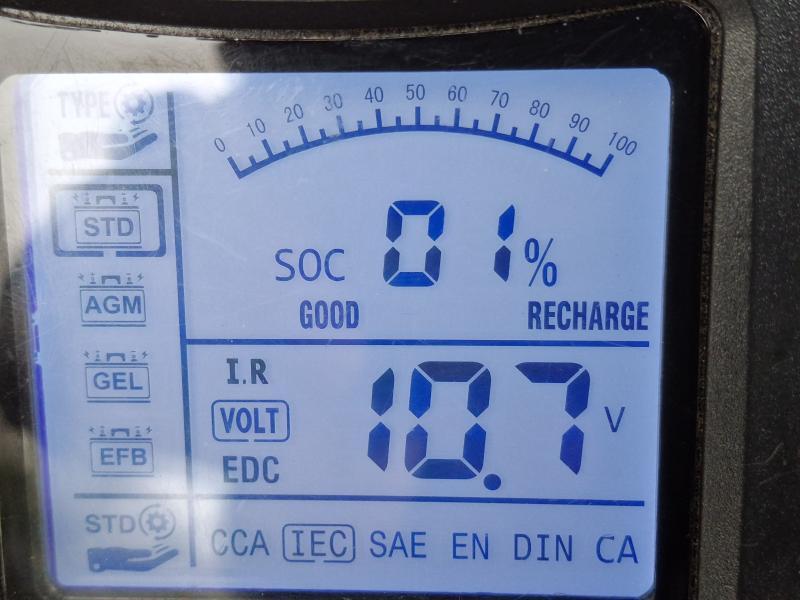 TYPE
0 10 20 30 40 50 60 70 80 90 100
STD
SOC 01%
AGM
GOOD RECHARGE
GEL
I.R
VOLT 10.7 V
EFB
EDC
STD
CCA IEC SAE EN DIN CA